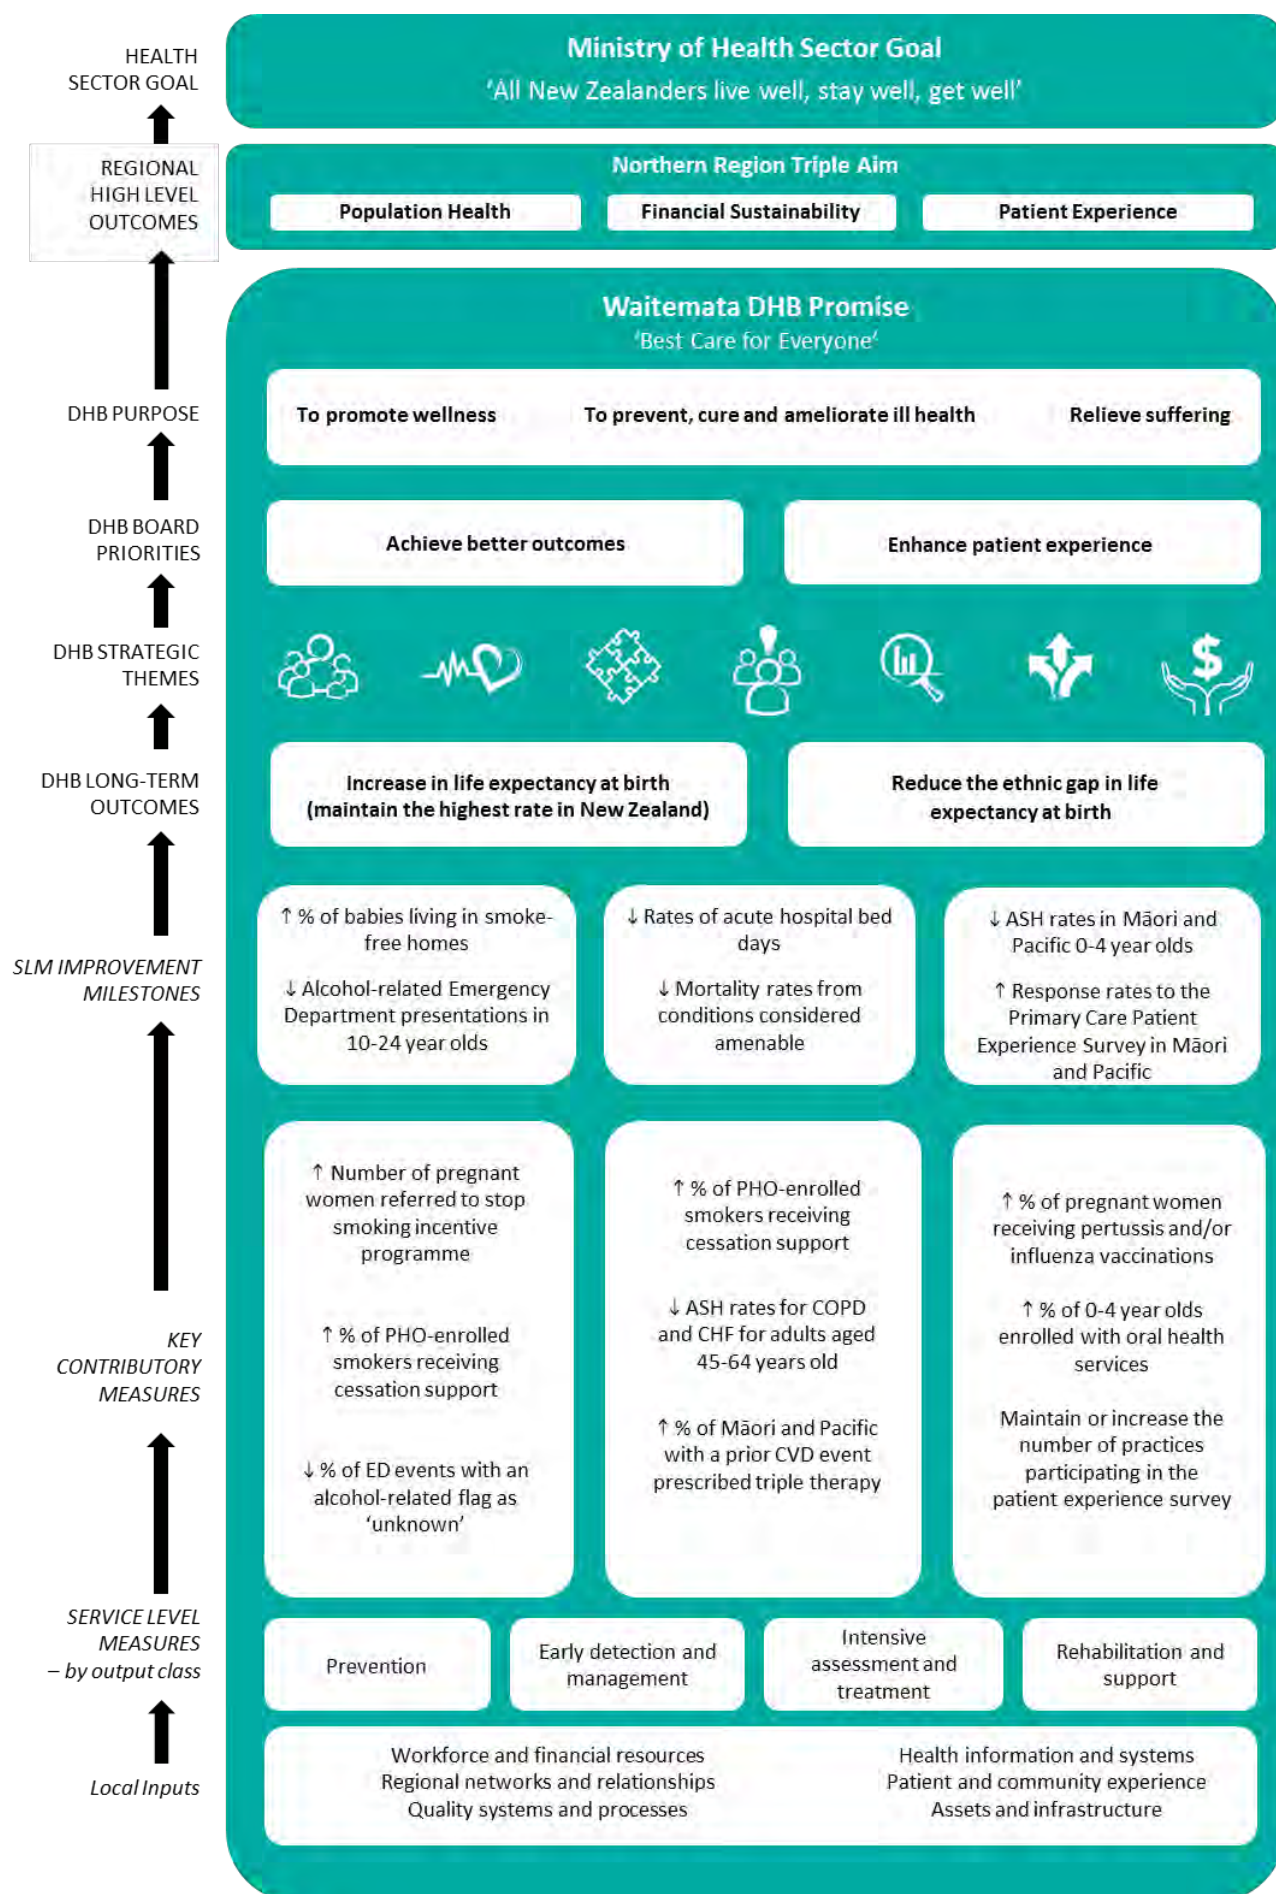 HEALTH
SECTOR GOAL
Ministry of Health Sector Goal
'All New Zealanders live well, stay well, get well'
REGIONAL
HIGH LEVEL
OUTCOMES
Northern Region Triple Aim
Population Health
Financial Sustainability
Patient Experience
Waitemata DHB Promise
'Best Care for Everyone'
DHB PURPOSE
To promote wellness
To prevent, cure and ameliorate ill health
Relieve suffering
DHB BOARD
PRIORITIES
Achieve better outcomes
Enhance patient experience
DHB STRATEGIC
THEMES
$
DHB LONG-TERM
OUTCOMES
Increase in life expectancy at birth
(maintain the highest rate in New Zealand)
Reduce the ethnic gap in life
expectancy at birth
SLM IMPROVEMENT
MILESTONES
↑ % of babies living in smoke-
free homes
↓ Alcohol-related Emergency
Department presentations in
10-24 year olds
↓ Rates of acute hospital bed
days
↓ Mortality rates from
conditions considered
amenable
↓ ASH rates in Māori and
Pacific 0-4 year olds
↑ Response rates to the
Primary Care Patient
Experience Survey in Māori
and Pacific
KEY
CONTRIBUTORY
MEASURES
↑ Number of pregnant
women referred to stop
smoking incentive
programme
↑ % of PHO-enrolled
smokers receiving
cessation support
↓ % of ED events with an
alcohol-related flag as
'unknown'
↑ % of PHO-enrolled
smokers receiving
cessation support
↓ ASH rates for COPD
and CHF for adults aged
45-64 years old
↑ % of Māori and Pacific
with a prior CVD event
prescribed triple therapy
↑ % of pregnant women
receiving pertussis and/or
influenza vaccinations
↑ % of 0-4 year olds
enrolled with oral health
services
Maintain or increase the
number of practices
participating in the
patient experience survey
SERVICE LEVEL
MEASURES
– by output class
Prevention
Early detection and
management
Intensive
assessment and
treatment
Rehabilitation and
support
Local Inputs
Workforce and financial resources
Regional networks and relationships
Quality systems and processes
Health information and systems
Patient and community experience
Assets and infrastructure